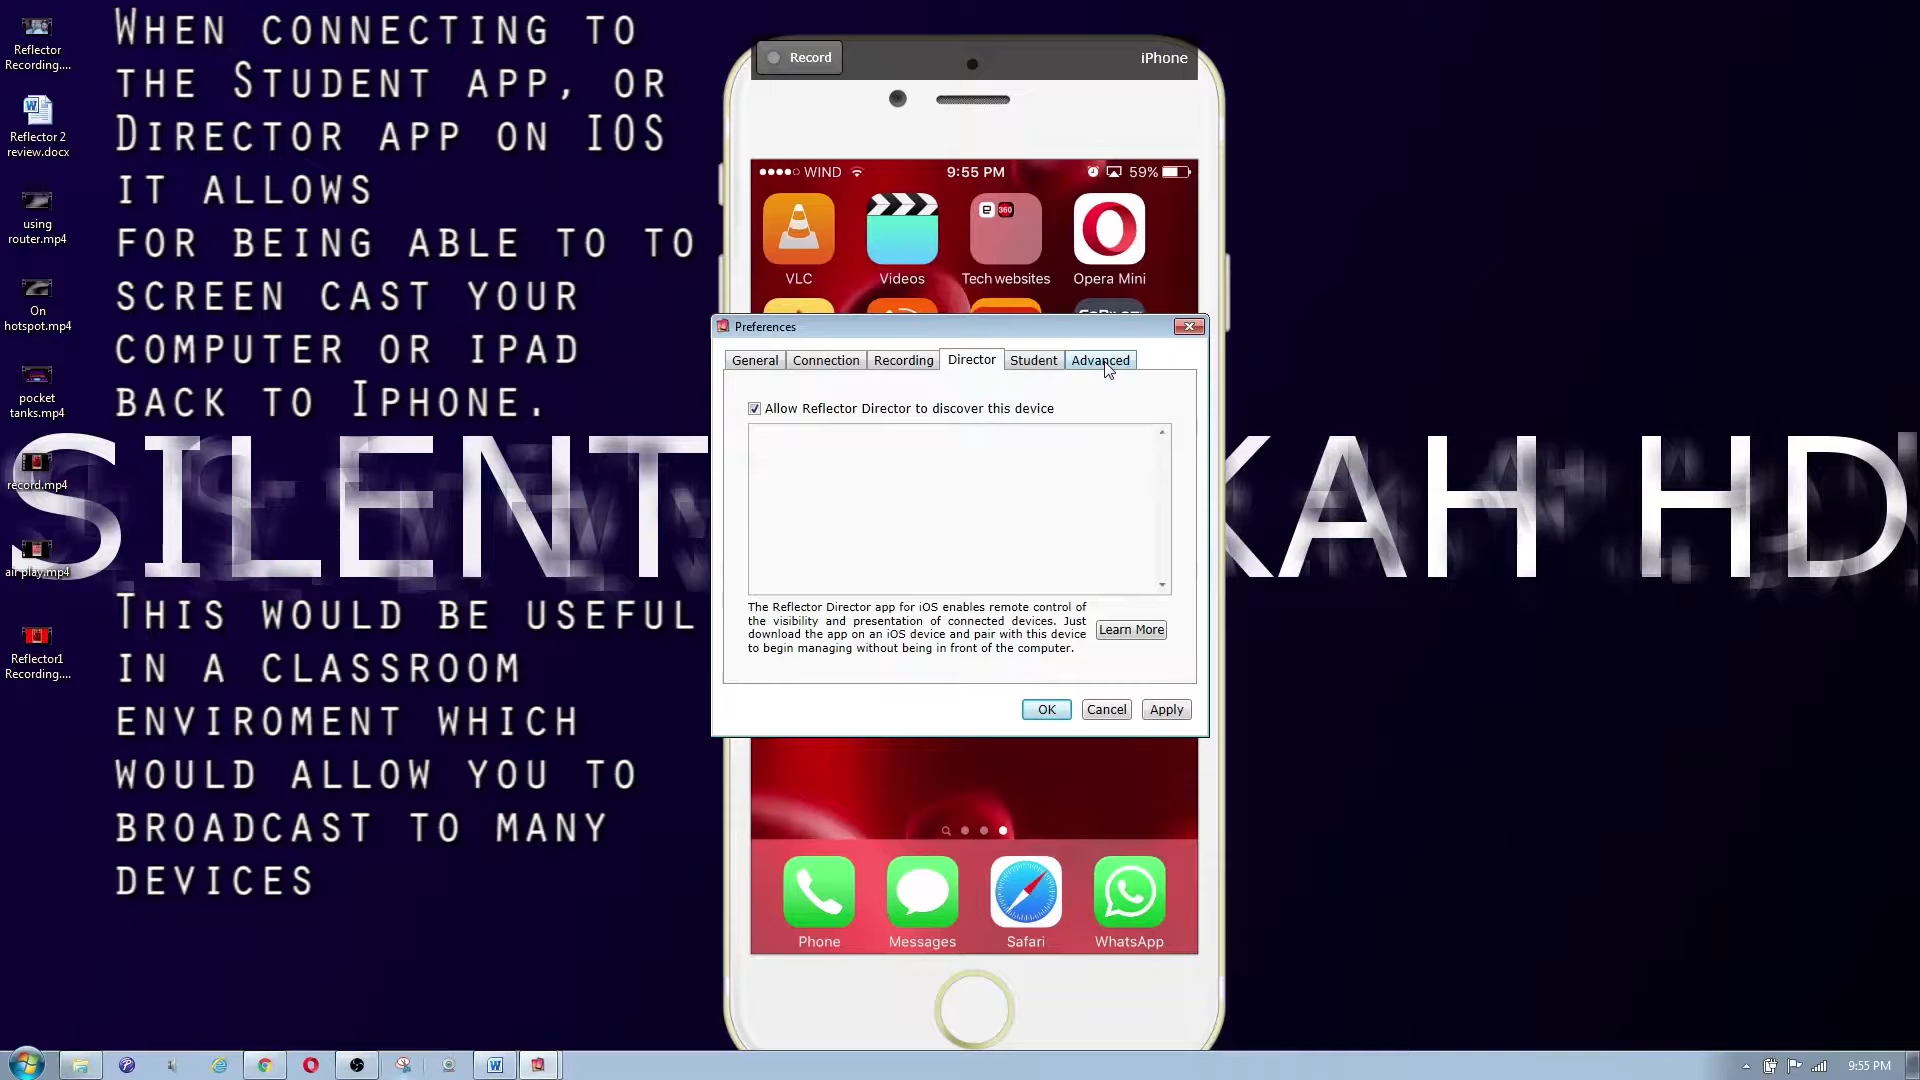 Reflector
Recording....
Reflector 2
review.docx
using
router.mp4
On
hotspot.mp4
pocket
tanks.mp4
record.mp4
air play.mp4
Reflector1
Recording....
When connecting to
the Student app, or
Director app on IOS
it allows
for being able to to
screen cast your
computer or ipad
back to Iphone.
SILENT
KAH HD
This would be useful
in a classroom
enviroment which
would allow you to
broadcast to many
devices
Record
iPhone
WIND
9:55 PM
59%
360
VLC
Videos
Tech websites
Opera Mini
Preferences
General
Connection
Recording
Director
Student
Advanced
Allow Reflector Director to discover this device
The Reflector Director app for iOS enables remote control of
the visibility and presentation of connected devices. Just
download the app on an iOS device and pair with this device
to begin managing without being in front of the computer.
Learn More
OK
Cancel
Apply
Phone
Messages
Safari
WhatsApp
9:55 PM